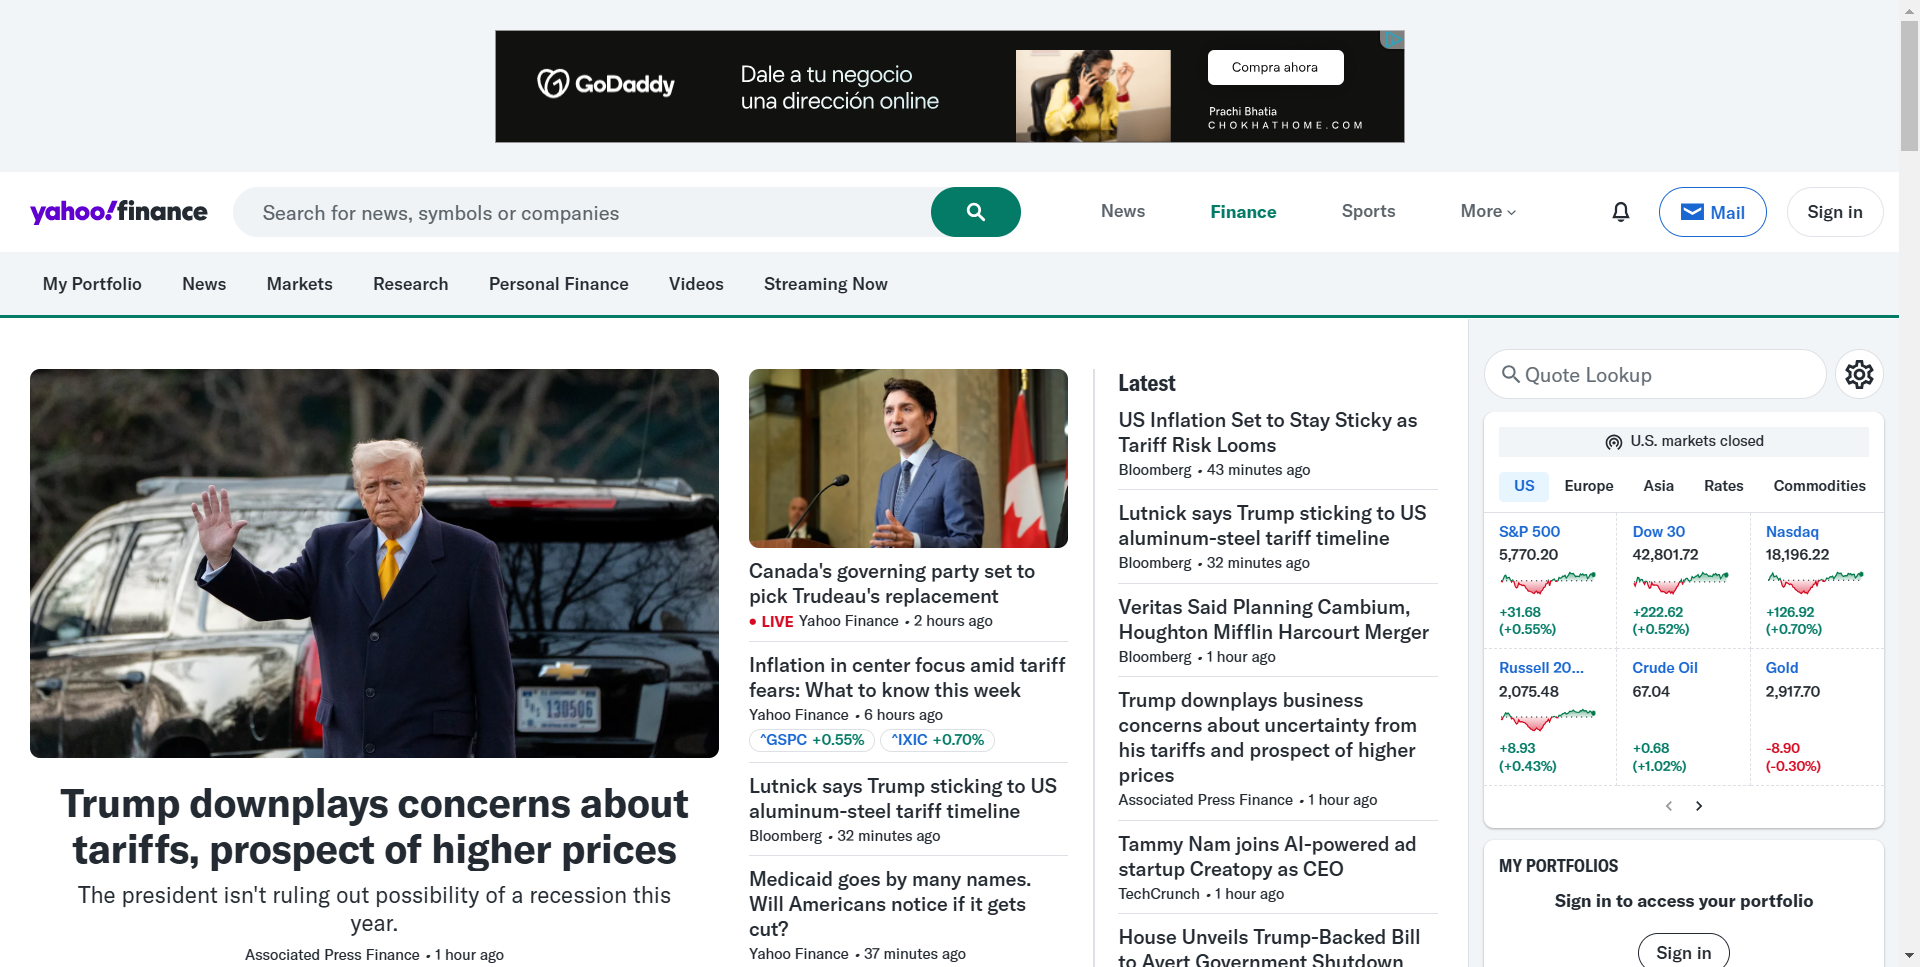 GoDaddy
Dale a tu negocio
una dirección online
Compra ahora
Prachi Bhatia
CHOKHATHOME.COM
yahoo!finance
Search for news, symbols or companies
News
Finance
Sports
More
Mail
Sign in
My Portfolio
News
Markets
Research
Personal Finance
Videos
Streaming Now
130506
Trump downplays concerns about
tariffs, prospect of higher prices
The president isn't ruling out possibility of a recession this
year.
Associated Press Finance • 1 hour ago
Canada's governing party set to
pick Trudeau's replacement
• LIVE Yahoo Finance • 2 hours ago
Inflation in center focus amid tariff
fears: What to know this week
Yahoo Finance • 6 hours ago
^GSPC +0.55% ^IXIC +0.70%
Lutnick says Trump sticking to US
aluminum-steel tariff timeline
Bloomberg • 32 minutes ago
Medicaid goes by many names.
Will Americans notice if it gets
cut?
Yahoo Finance • 37 minutes ago
Latest
US Inflation Set to Stay Sticky as
Tariff Risk Looms
Bloomberg • 43 minutes ago
Lutnick says Trump sticking to US
aluminum-steel tariff timeline
Bloomberg • 32 minutes ago
Veritas Said Planning Cambium,
Houghton Mifflin Harcourt Merger
Bloomberg • 1 hour ago
Trump downplays business
concerns about uncertainty from
his tariffs and prospect of higher
prices
Associated Press Finance • 1 hour ago
Tammy Nam joins AI-powered ad
startup Creatopy as CEO
TechCrunch • 1 hour ago
House Unveils Trump-Backed Bill
to Avert Government Shutdown
Quote Lookup
U.S. markets closed
US Europe Asia Rates Commodities
S&P 500
5,770.20
+31.68
(+0.55%)
Dow 30
42,801.72
+222.62
(+0.52%)
Nasdaq
18,196.22
+126.92
(+0.70%)
Russell 20...
2,075.48
+8.93
(+0.43%)
Crude Oil
67.04
+0.68
(+1.02%)
Gold
2,917.70
-8.90
(-0.30%)
MY PORTFOLIOS
Sign in to access your portfolio
Sign in